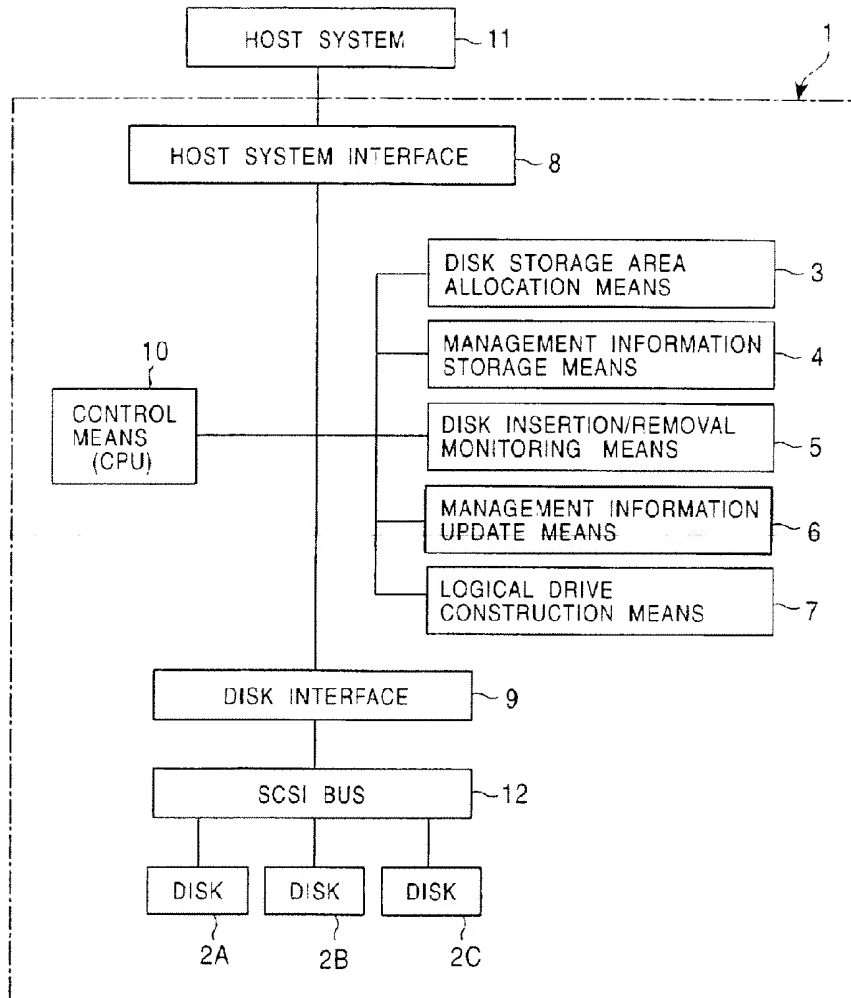 HOST SYSTEM
11
1
HOST SYSTEM INTERFACE
8
DISK STORAGE AREA
ALLOCATION MEANS
3
10
MANAGEMENT INFORMATION
STORAGE MEANS
4
CONTROL
MEANS
(CPU)
DISK INSERTION/REMOVAL
MONITORING MEANS
5
MANAGEMENT INFORMATION
UPDATE MEANS
6
LOGICAL DRIVE
CONSTRUCTION MEANS
7
DISK INTERFACE
9
SCSI BUS
12
DISK
DISK
DISK
2A
2B
2C